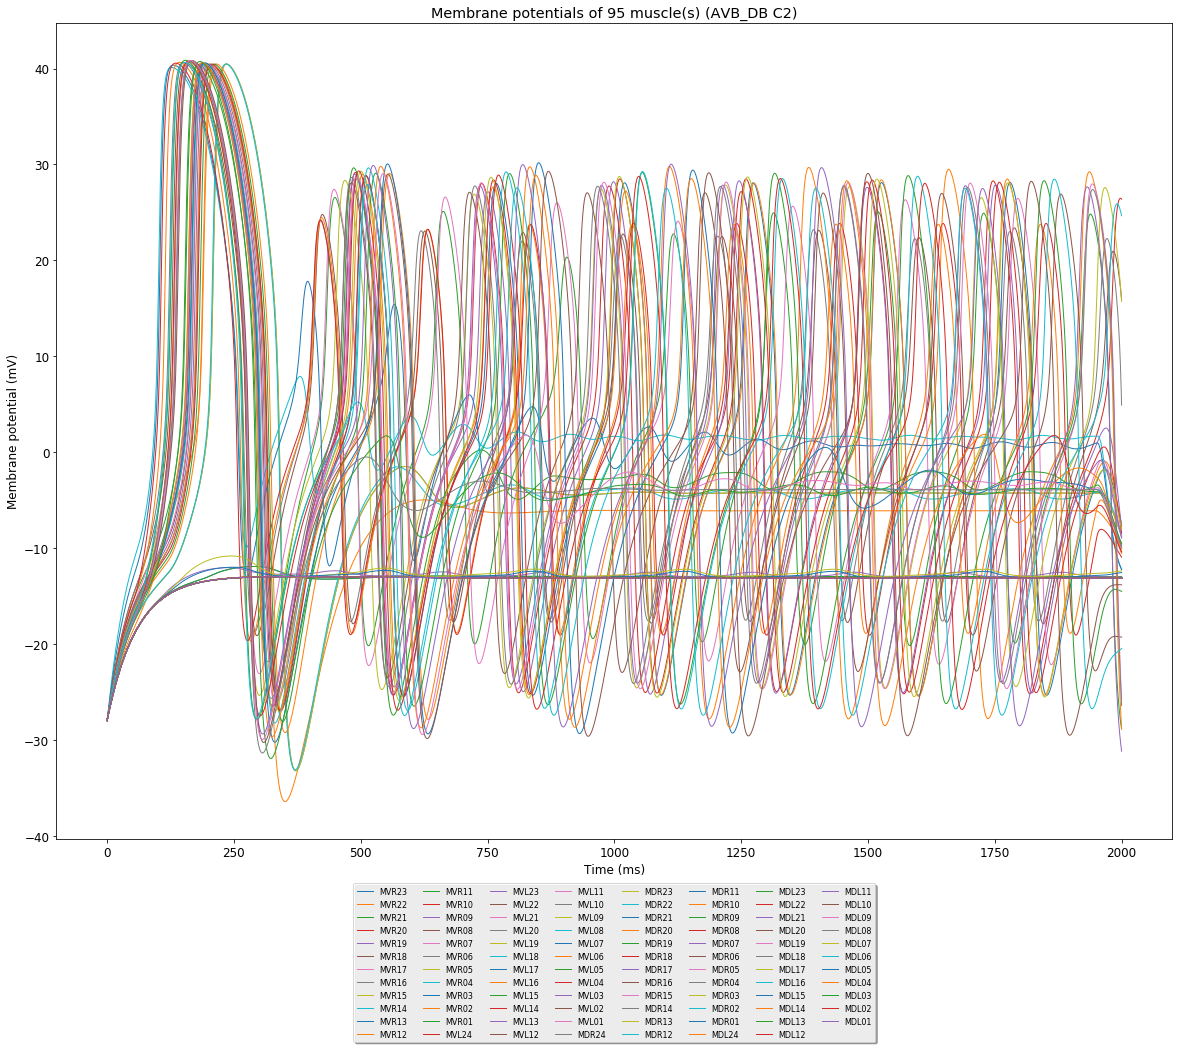 Membrane potentials of 95 muscle(s) (AVB_DB C2)
Membrane potential (mV)
40
30
20
10
0
−10
−20
−30
−40
0 250 500 750 1000 1250 1500 1750 2000
Time (ms)
MVR23 MVR11 MVL23 MVL11 MDR23 MDR11 MDL23 MDL11
MVR22 MVR10 MVL22 MVL10 MDR22 MDR10 MDL22 MDL10
MVR21 MVR09 MVL21 MVL09 MDR21 MDR09 MDL21 MDL09
MVR20 MVR08 MVL20 MVL08 MDR20 MDR08 MDL20 MDL08
MVR19 MVR07 MVL19 MVL07 MDR19 MDR07 MDL19 MDL07
MVR18 MVR06 MVL18 MVL06 MDR18 MDR06 MDL18 MDL06
MVR17 MVR05 MVL17 MVL05 MDR17 MDR05 MDL17 MDL05
MVR16 MVR04 MVL16 MVL04 MDR16 MDR04 MDL16 MDL04
MVR15 MVR03 MVL15 MVL03 MDR15 MDR03 MDL15 MDL03
MVR14 MVR02 MVL14 MVL02 MDR14 MDR02 MDL14 MDL02
MVR13 MVR01 MVL13 MVL01 MDR13 MDR01 MDL13 MDL01
MVR12 MVL24 MVL12 MDR24 MDR12 MDL24 MDL12